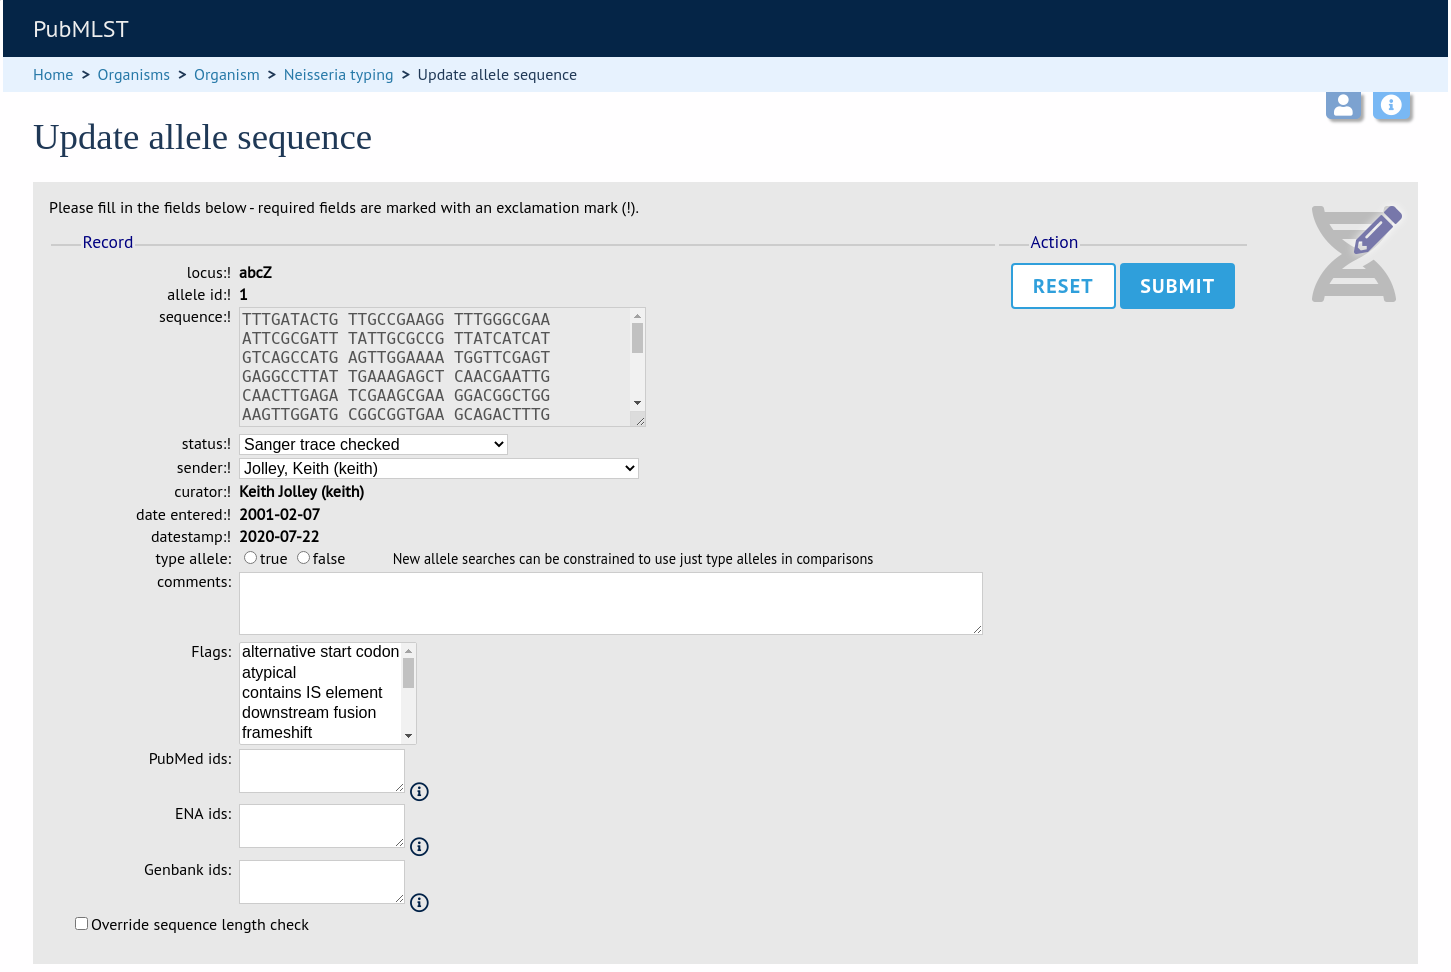 PubMLST
Home > Organisms > Organism > Neisseria typing > Update allele sequence
Update allele sequence
Please fill in the fields below - required fields are marked with an exclamation mark (!).
Record
locus:! abcZ
allele id:! 1
sequence:! TTTGATACTG TTGCCGAAGG TTTGGGCGAA
ATTCGCGATT TATTGCGCCG TTATCATCAT
GTCAGCCATG AGTTGGAAAA TGGTTCGAGT
GAGGCCTTAT TGAAAGAGCT CAACGAATTG
CAACTTGAGA TCGAAGCGAA GGACGGCTGG
AAGTTGGATG CGGCGGTGAA GCAGACTTTG
status:! Sanger trace checked
sender:! Jolley, Keith (keith)
curator:! Keith Jolley (keith)
date entered:! 2001-02-07
datestamp:! 2020-07-22
type allele: true false New allele searches can be constrained to use just type alleles in comparisons
comments:
Flags: alternative start codon
atypical
contains IS element
downstream fusion
frameshift
PubMed ids:
ENA ids:
Genbank ids:
Override sequence length check
Action
RESET SUBMIT